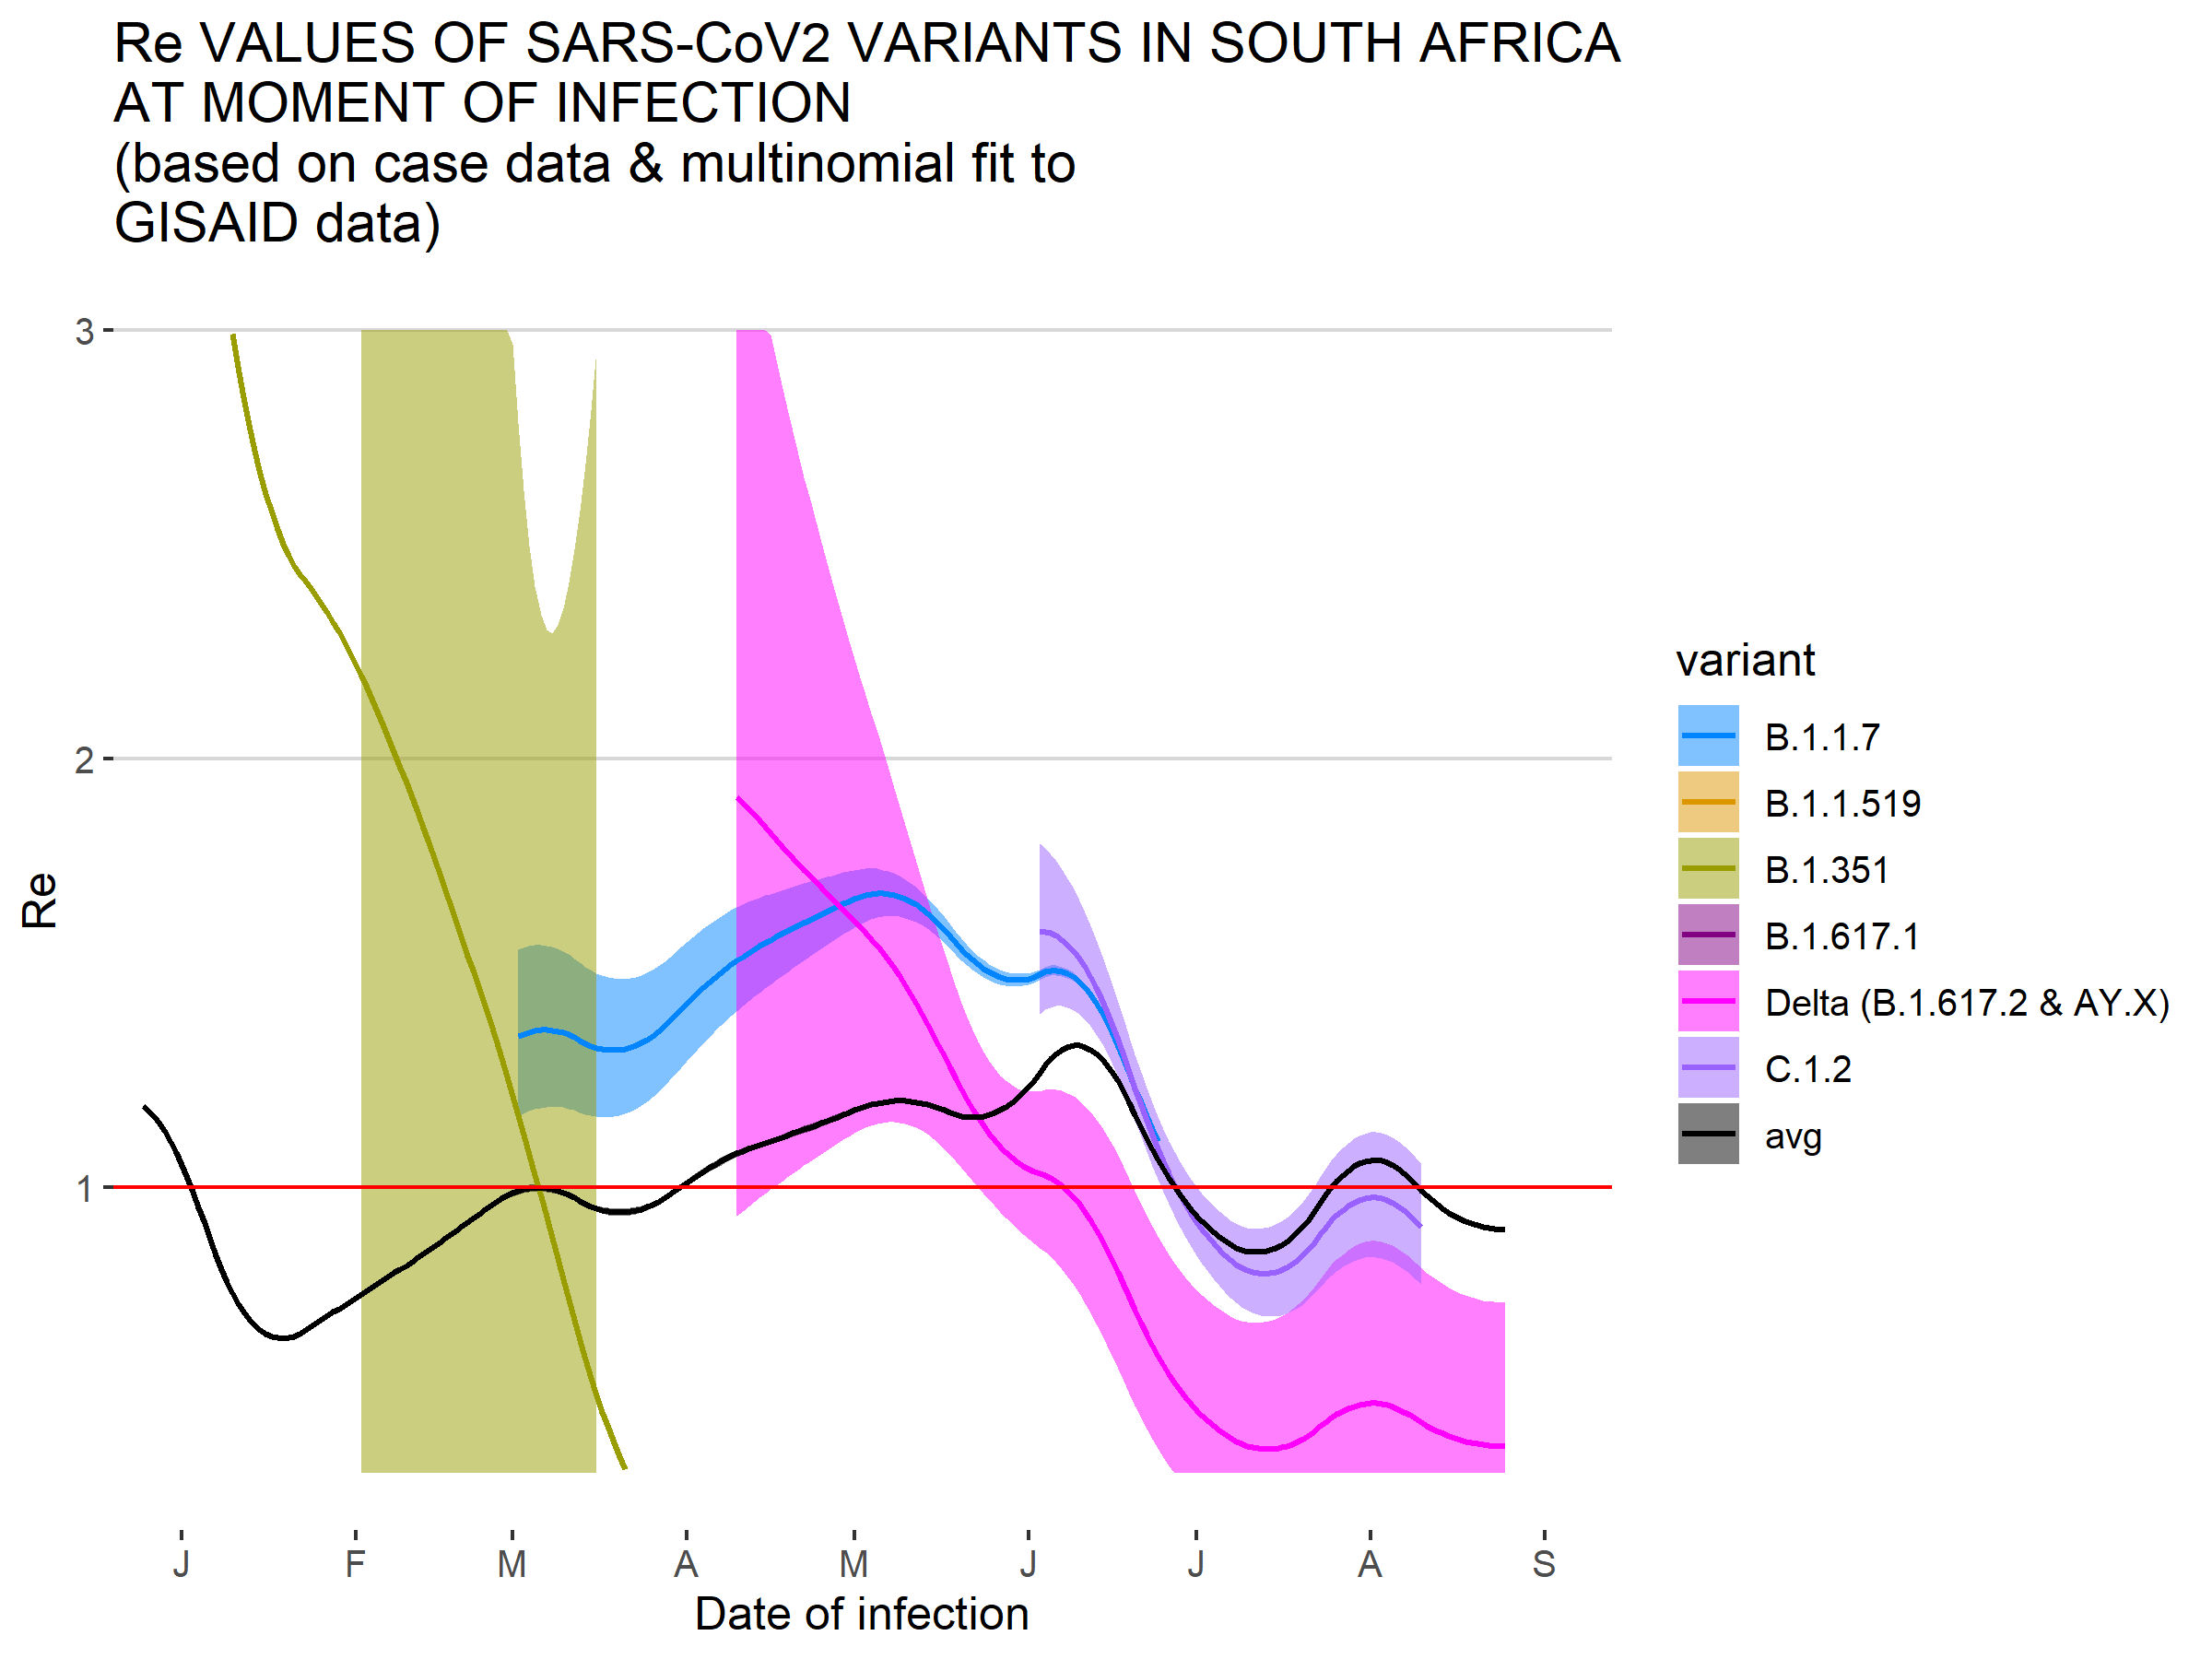 Re VALUES OF SARS-CoV2 VARIANTS IN SOUTH AFRICA
AT MOMENT OF INFECTION
(based on case data & multinomial fit to
GISAID data)
3
2
1
Re
J F M A M J J A S
Date of infection
variant
B.1.1.7
B.1.1.519
B.1.351
B.1.617.1
Delta (B.1.617.2 & AY.X)
C.1.2
avg